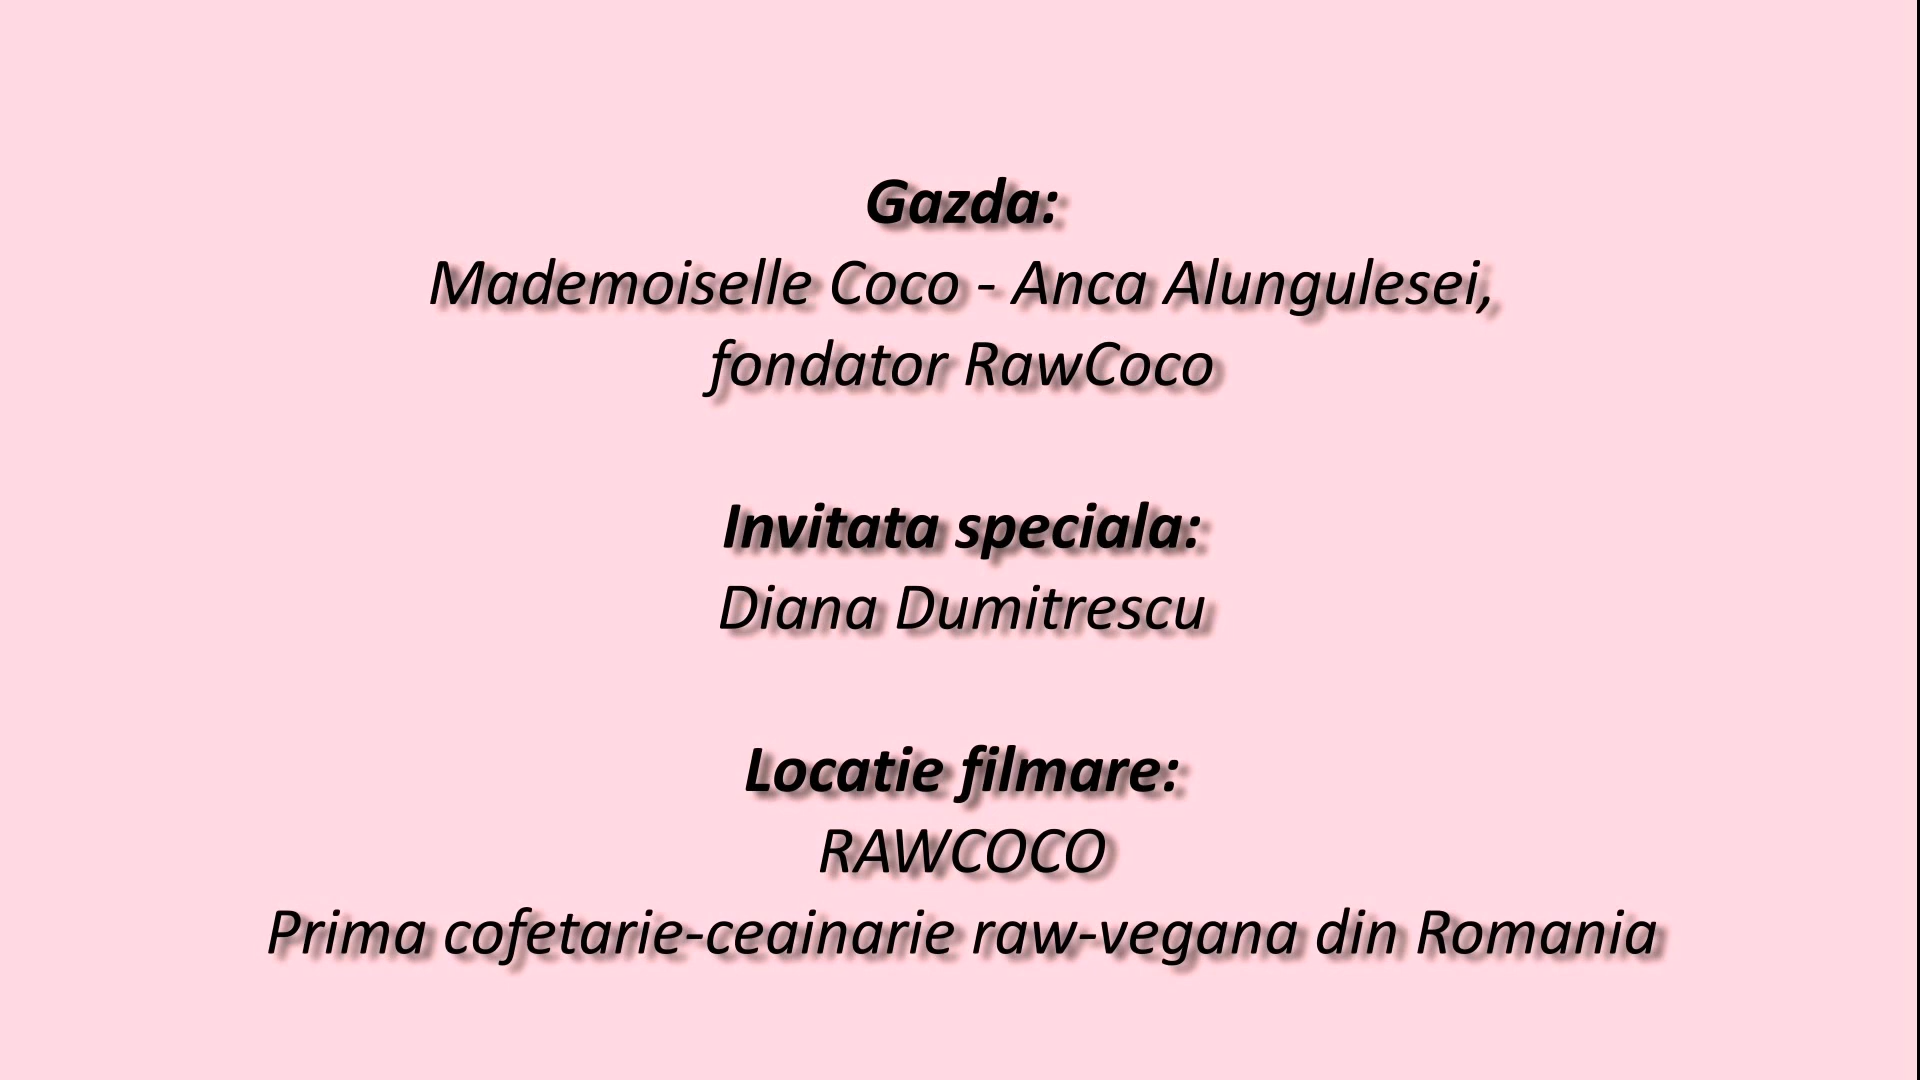 Gazda:
Mademoiselle Coco - Anca Alungulesei,
fondator RawCoco
Invitata speciala:
Diana Dumitrescu
Locatie filmare:
RAWCOCO
Prima cofetarie-ceainarie raw-vegana din Romania